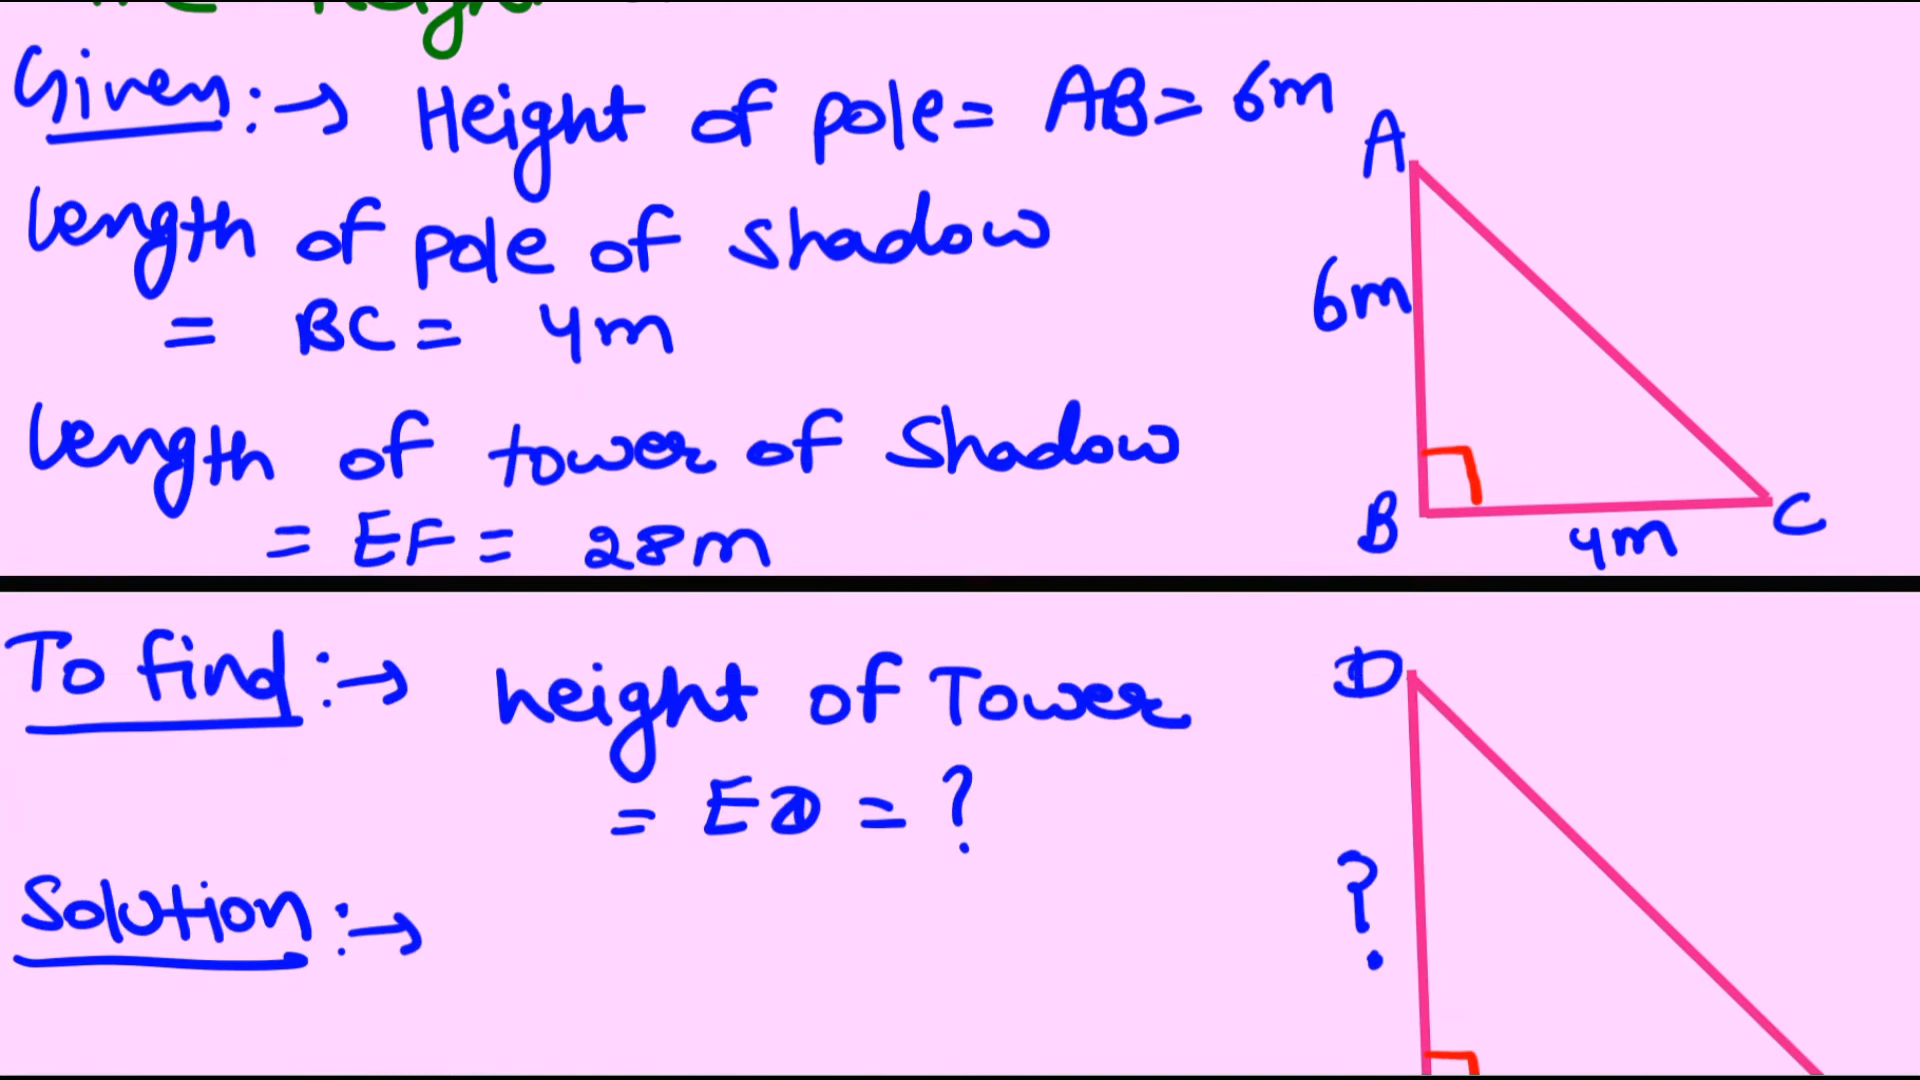 Given:→ Height of pole= AB= 6m
length of pole of shadow
= BC= 4m
length of tower of shadow
= EF= 28m
A
6m
B
4m
C
To find:→ height of Tower
= ED = ?
Solution:→
D
?